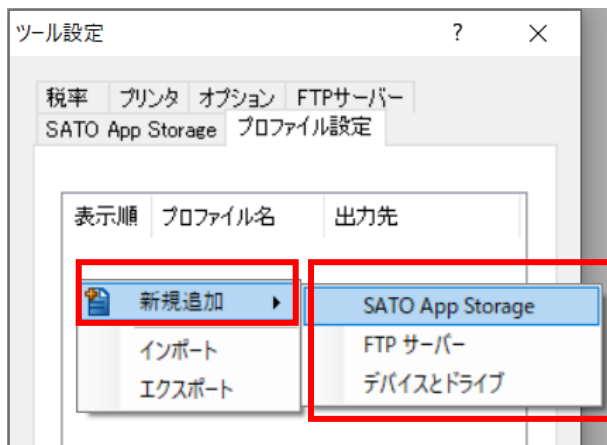 ツール設定 ?
税率 プリンタ オプション FTPサーバー
SATO App Storage プロファイル設定
表示順 プロファイル名 出力先
新規追加 SATO App Storage
インポート FTP サーバー
エクスポート デバイスとドライブ